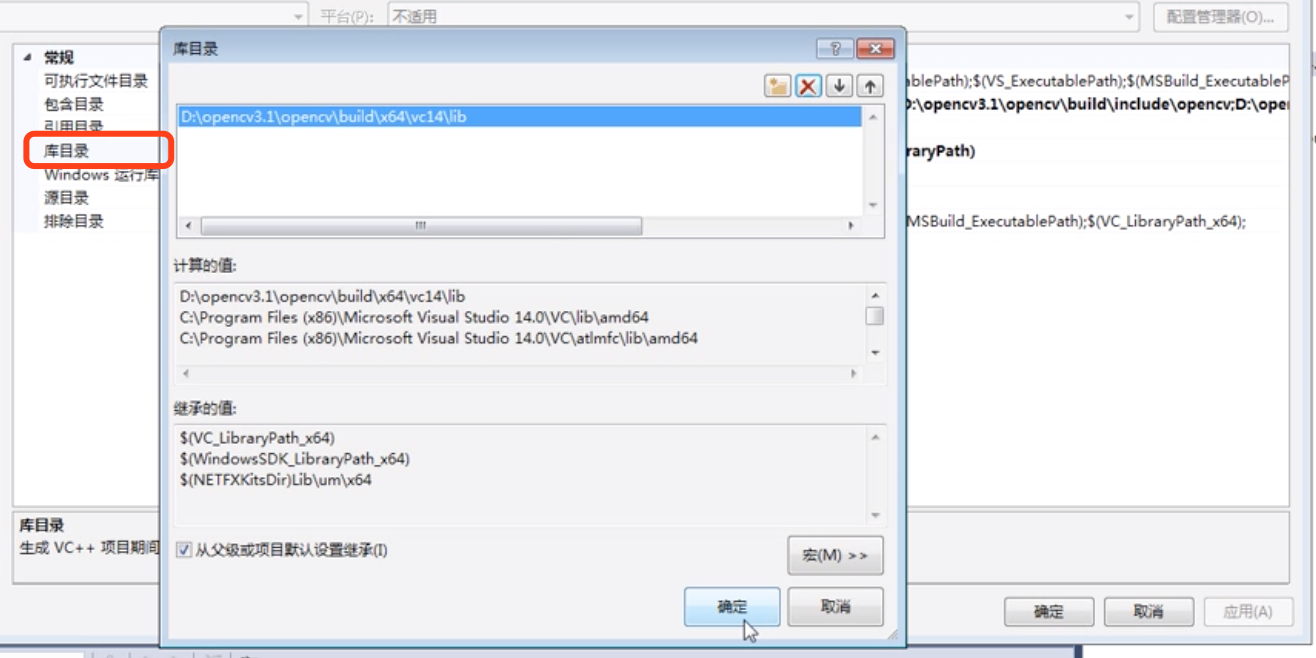 平台(P): 不适用 配置管理器(O)...
库目录
常规
可执行文件目录
ablePath);$(VS_ExecutablePath);$(MSBuild_ExecutableP
包含目录
D:\opencv3.1\opencv\build\include\opencv;D:\ope
引用目录
库目录
raryPath)
Windows 运行库
源目录
排除目录
MSBuild_ExecutablePath);$(VC_LibraryPath_x64);
D:\opencv3.1\opencv\build\x64\vc14\lib
计算的值:
D:\opencv3.1\opencv\build\x64\vc14\lib
C:\Program Files (x86)\Microsoft Visual Studio 14.0\VC\lib\amd64
C:\Program Files (x86)\Microsoft Visual Studio 14.0\VC\atlmfc\lib\amd64
继承的值:
$(VC_LibraryPath_x64)
$(WindowsSDK_LibraryPath_x64)
$(NETFXKitsDir)Lib\um\x64
库目录
生成 VC++ 项目期间
从父级或项目默认设置继承(I)
宏(M) >>
确定 取消
确定 取消 应用(A)